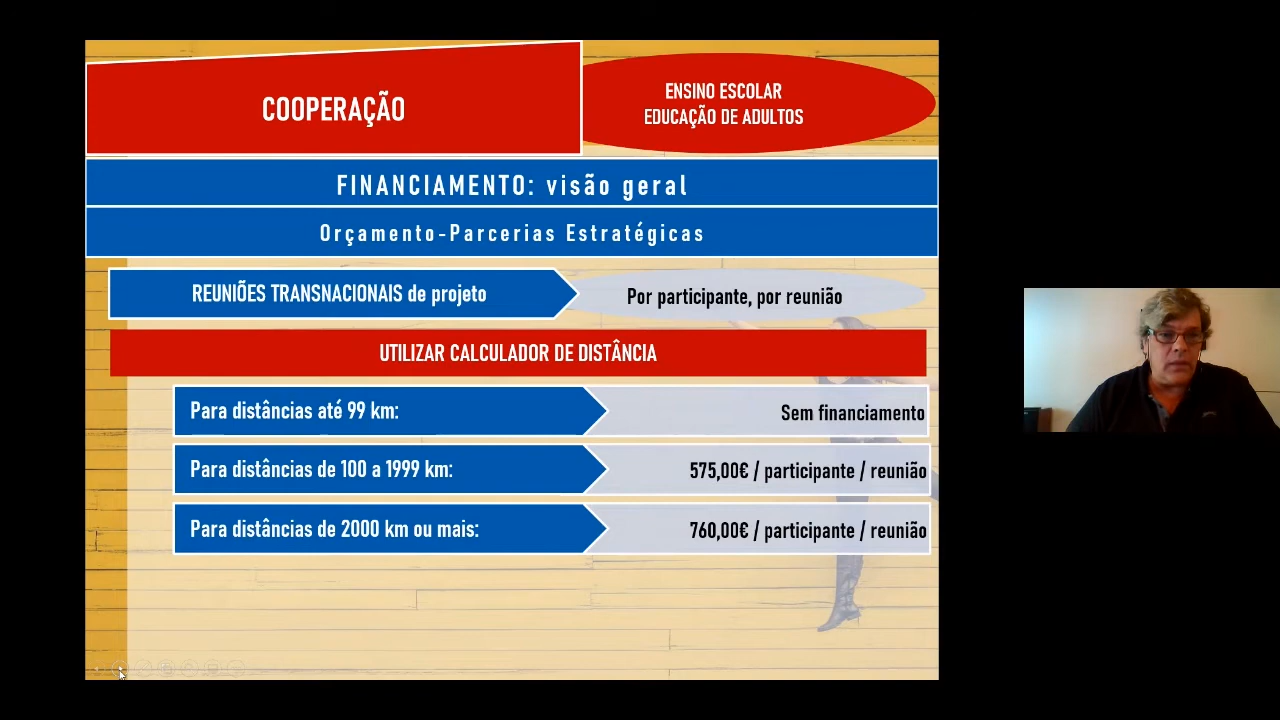 COOPERAÇÃO
ENSINO ESCOLAR
EDUCAÇÃO DE ADULTOS
FINANCIAMENTO: visão geral
Orçamento-Parcerias Estratégicas
REUNIÕES TRANSNACIONAIS de projeto
Por participante, por reunião
UTILIZAR CALCULADOR DE DISTÂNCIA
Para distâncias até 99 km:
Sem financiamento
Para distâncias de 100 a 1999 km:
575,00€ / participante / reunião
Para distâncias de 2000 km ou mais:
760,00€ / participante / reunião